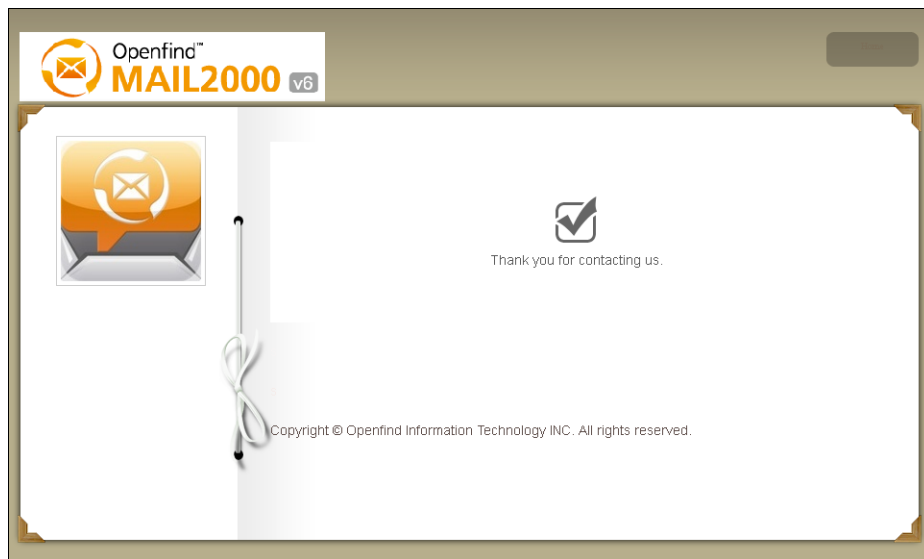 Openfind™
MAIL2000 v6
Thank you for contacting us.
Copyright © Openfind Information Technology INC. All rights reserved.